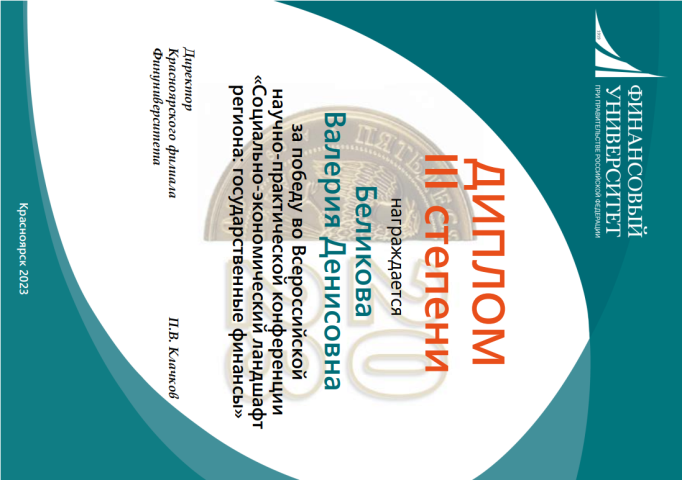 ФИНАНСОВЫЙ
УНИВЕРСИТЕТ
ПРИ ПРАВИТЕЛЬСТВЕ РОССИЙСКОЙ ФЕДЕРАЦИИ
ДИПЛОМ
III степени
награждается
Беликова
Валерия Денисовна
за победу во Всероссийской
научно-практической конференции
«Социально-экономический ландшафт
региона: государственные финансы»
Директор
Красноярского филиала
Финуниверситета
П.В. Клачков
Красноярск 2023